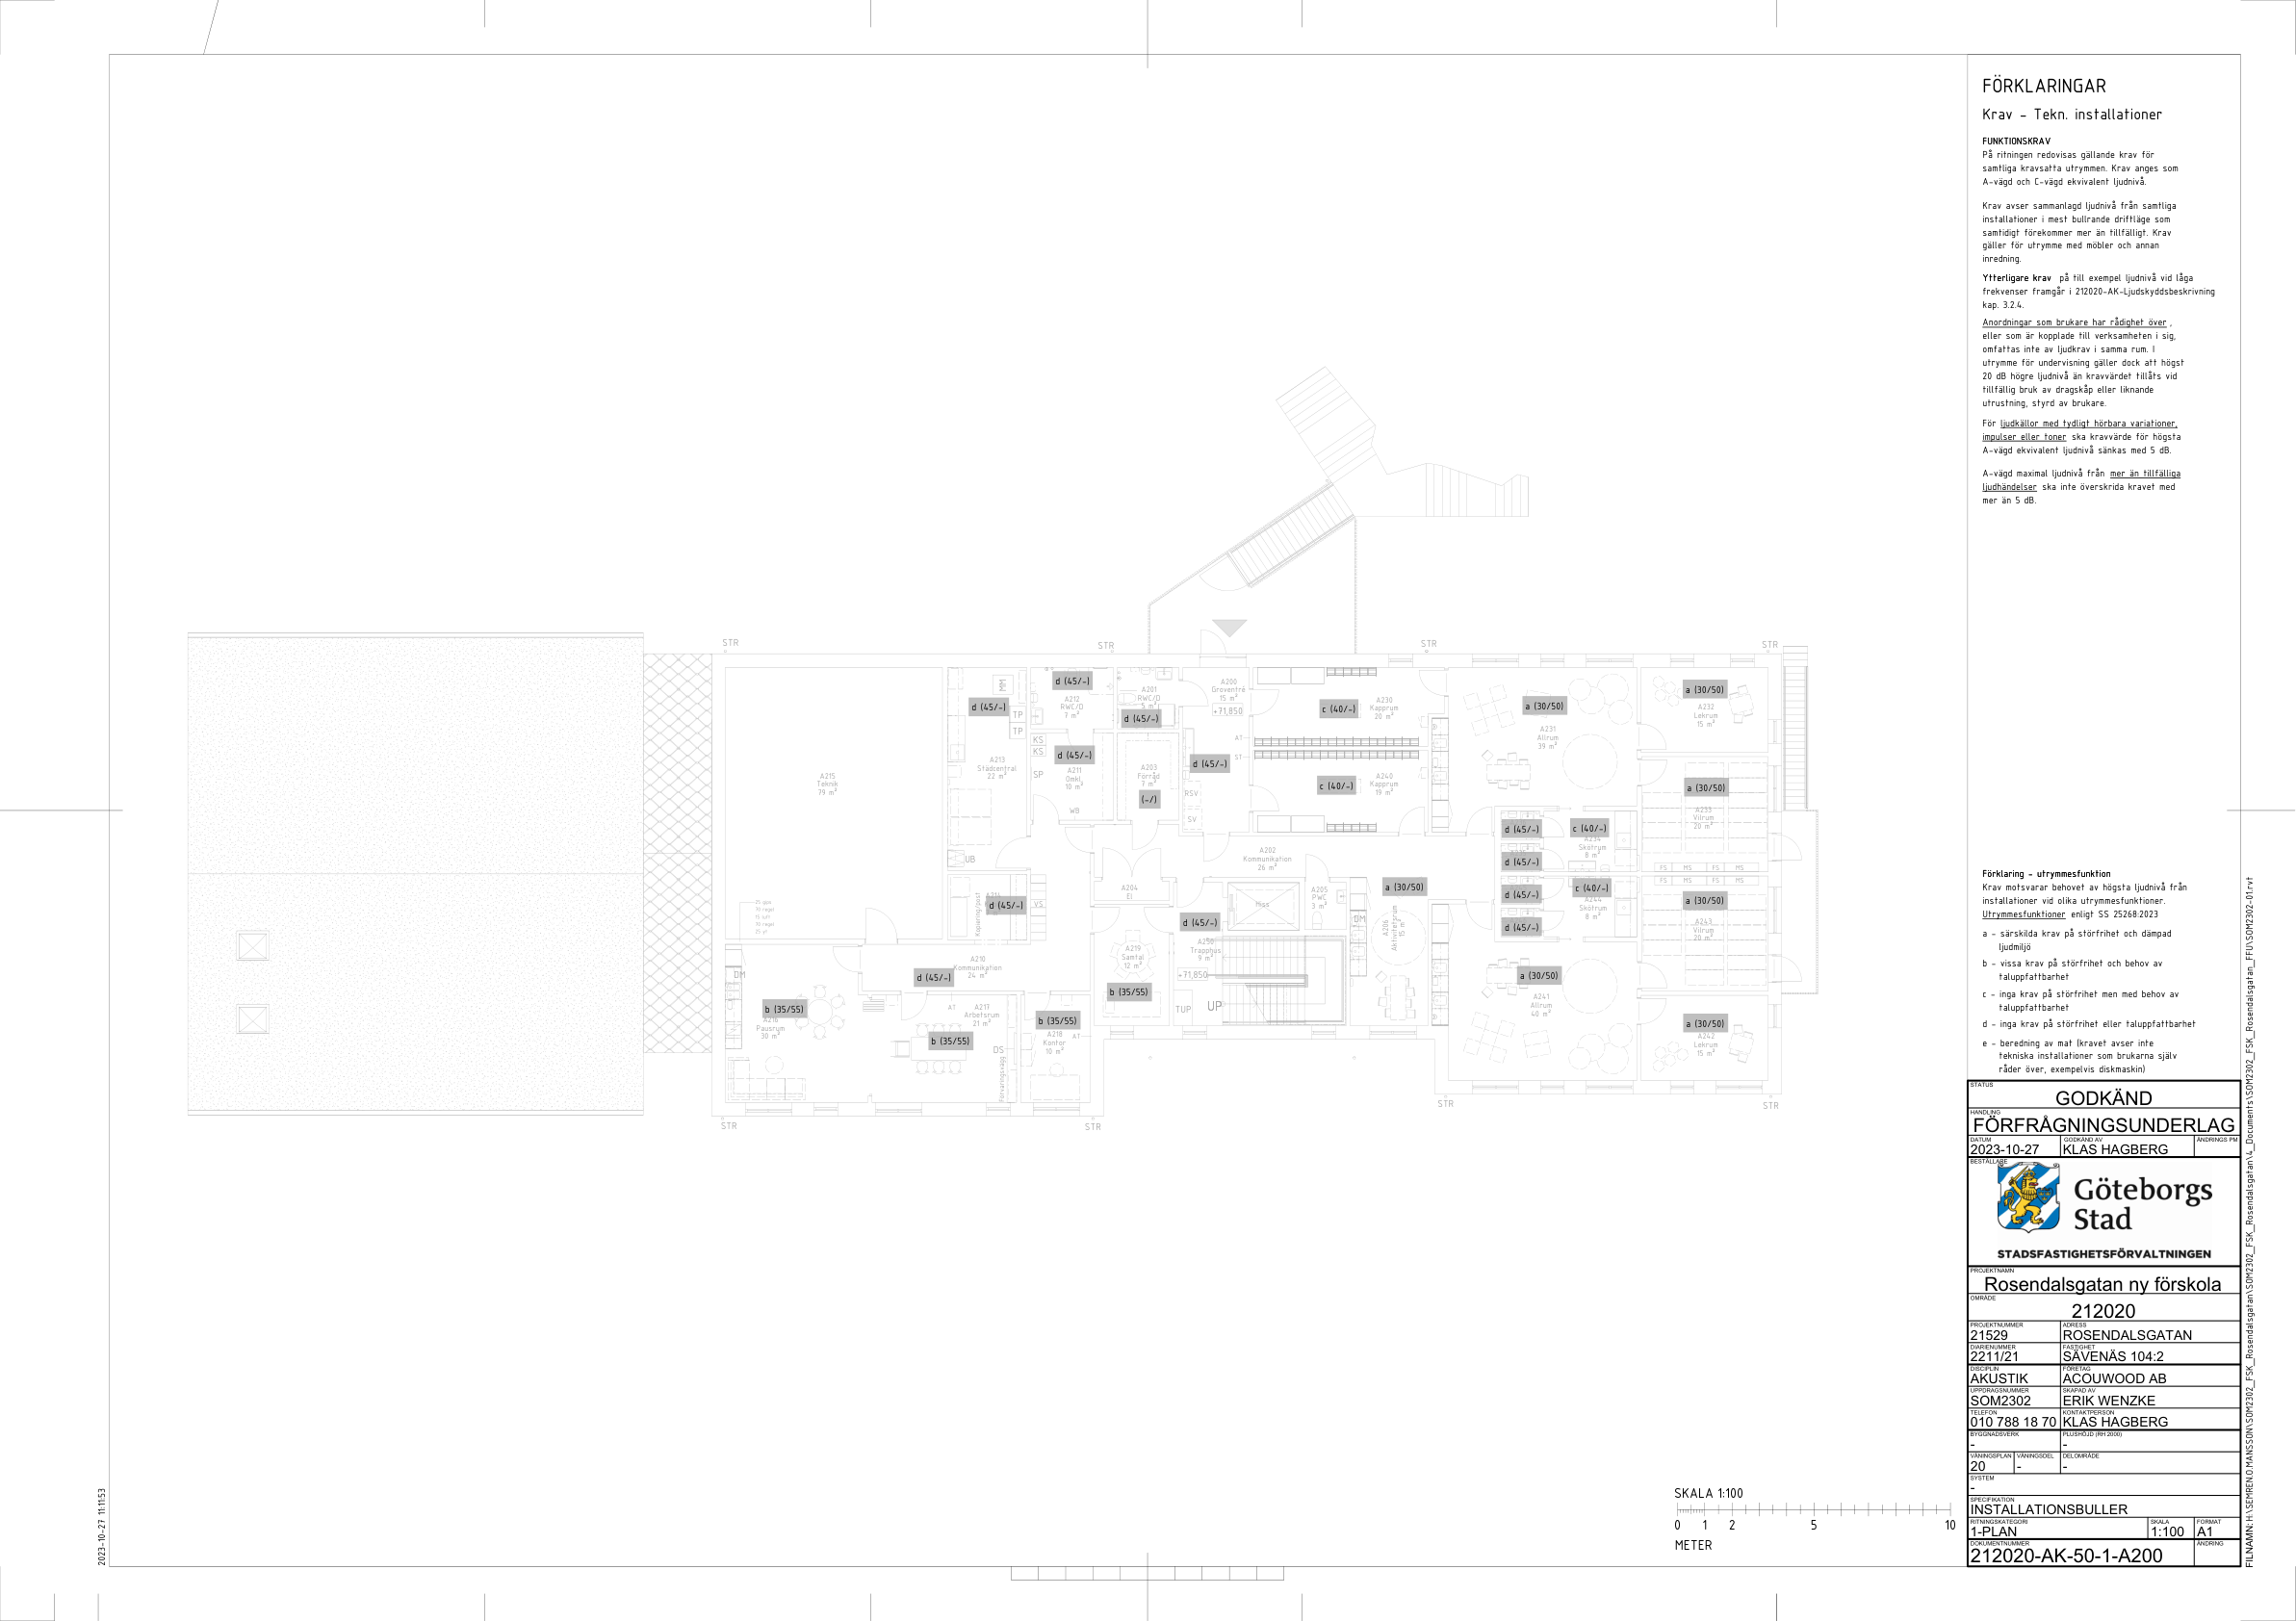 FÖRKLARINGAR
Krav - Tekn. installationer
FUNKTIONSKRAV
På ritningen redovisas gällande krav för
samtliga kravsatta utrymmen. Krav anges som
A-vägd och C-vägd ekvivalent ljudnivå.
Krav avser sammanlagd ljudnivå från samtliga
installationer i mest bullrande driftläge som
samtidigt förekommer mer än tillfälligt. Krav
gäller för utrymme med möbler och annan
inredning.
Ytterligare krav på till exempel ljudnivå vid låga
frekvenser framgår i 212020-AK-Ljudskyddsbeskrivning
kap. 3.2.4.
Anordningar som brukare har rådighet över ,
eller som är kopplade till verksamheten i sig,
omfattas inte av ljudkrav i samma rum. I
utrymme för undervisning gäller dock att högst
20 dB högre ljudnivå än kravvärdet tillåts vid
tillfällig bruk av dragskåp eller liknande
utrustning, styrd av brukare.
För ljudkällor med tydligt hörbara variationer,
impulser eller toner ska kravvärde för högsta
A-vägd ekvivalent ljudnivå sänkas med 5 dB.
A-vägd maximal ljudnivå från mer än tillfälliga
ljudhändelser ska inte överskrida kravet med
mer än 5 dB.
STR
STR
STR
STR
MM
TP
TP
d (45/-)
A213
Städcentral
22 m²
UB
d (45/-)
A212
RWC/D
7 m²
KS
KS
SP
d (45/-)
A211
Omkl.
10 m²
WB
A201
RWC/D
5 m²
d (45/-)
A203
Förråd
7 m²
(-/)
A200
Groventré
15 m²
+71,850
d (45/-)
RSV
SV
AT
ST
c (40/-)
A230
Kapprum
20 m²
c (40/-)
A240
Kapprum
19 m²
a (30/50)
A231
Allrum
39 m²
a (30/50)
A232
Lekrum
15 m²
a (30/50)
A233
Vilrum
20 m²
A215
Teknik
79 m²
d (45/-)
d (45/-)
d (45/-)
d (45/-)
c (40/-)
A234
Skötrum
8 m²
c (40/-)
A244
Skötrum
8 m²
FS MS FS MS
FS MS FS MS
a (30/50)
A243
Vilrum
20 m²
A202
Kommunikation
26 m²
A204
El
Hiss
A205
PWC
3 m²
a (30/50)
DM
A206
Aktivitetsrum
15 m²
Kopiering/post
A214
d (45/-)
VS
d (45/-)
A250
Trapphus
9 m²
+71,850
TUP
UP
A219
Samtal
12 m²
b (35/55)
A210
Kommunikation
24 m²
d (45/-)
DM
b (35/55)
A216
Pausrum
30 m²
AT
A217
Arbetsrum
21 m²
b (35/55)
DS
Förvaringsvägg
b (35/55)
A218
Kontor
10 m²
AT
a (30/50)
A241
Allrum
40 m²
a (30/50)
A242
Lekrum
15 m²
STR
STR
STR
STR
Förklaring - utrymmesfunktion
Krav motsvarar behovet av högsta ljudnivå från
installationer vid olika utrymmesfunktioner.
Utrymmesfunktioner enligt SS 25268:2023
a - särskilda krav på störfrihet och dämpad
ljudmiljö
b - vissa krav på störfrihet och behov av
taluppfattbarhet
c - inga krav på störfrihet men med behov av
taluppfattbarhet
d - inga krav på störfrihet eller taluppfattbarhet
e - beredning av mat (kravet avser inte
tekniska installationer som brukarna själv
råder över, exempelvis diskmaskin)
STATUS
GODKÄND
HANDLING
FÖRFRÅGNINGSUNDERLAG
DATUM GODKÄND AV ÄNDRINGS PM
2023-10-27 KLAS HAGBERG
BESTÄLLARE
Göteborgs
Stad
STADSFASTIGHETSFÖRVALTNINGEN
PROJEKTNAMN
Rosendalsgatan ny förskola
OMRÅDE
212020
PROJEKTNUMMER ADRESS
21529 ROSENDALSGATAN
DIARIENUMMER FASTIGHET
2211/21 SÄVENÄS 104:2
DISCIPLIN FÖRETAG
AKUSTIK ACOUWOOD AB
UPPDRAGSNUMMER SKAPAD AV
SOM2302 ERIK WENZKE
TELEFON KONTAKTPERSON
010 788 18 70 KLAS HAGBERG
BYGGNADSVERK PLUSHÖJD (RH 2000)
- -
VÅNINGSPLAN VÅNINGSDEL DELOMRÅDE
20 - -
SYSTEM
-
SPECIFIKATION
INSTALLATIONSBULLER
RITNINGSKATEGORI SKALA FORMAT
1-PLAN 1:100 A1
DOKUMENTNUMMER ÄNDRING
212020-AK-50-1-A200
SKALA 1:100
0 1 2 5 10
METER
2023-10-27 11:11:53
FILNAMN: H:\SEMREN.O.MANSSON\SOM2302_FSK_Rosendalsgatan\SOM2302_FSK_Rosendalsgatan\4_Documents\SOM2302_FSK_Rosendalsgatan_FFU\SOM2302-01.rvt